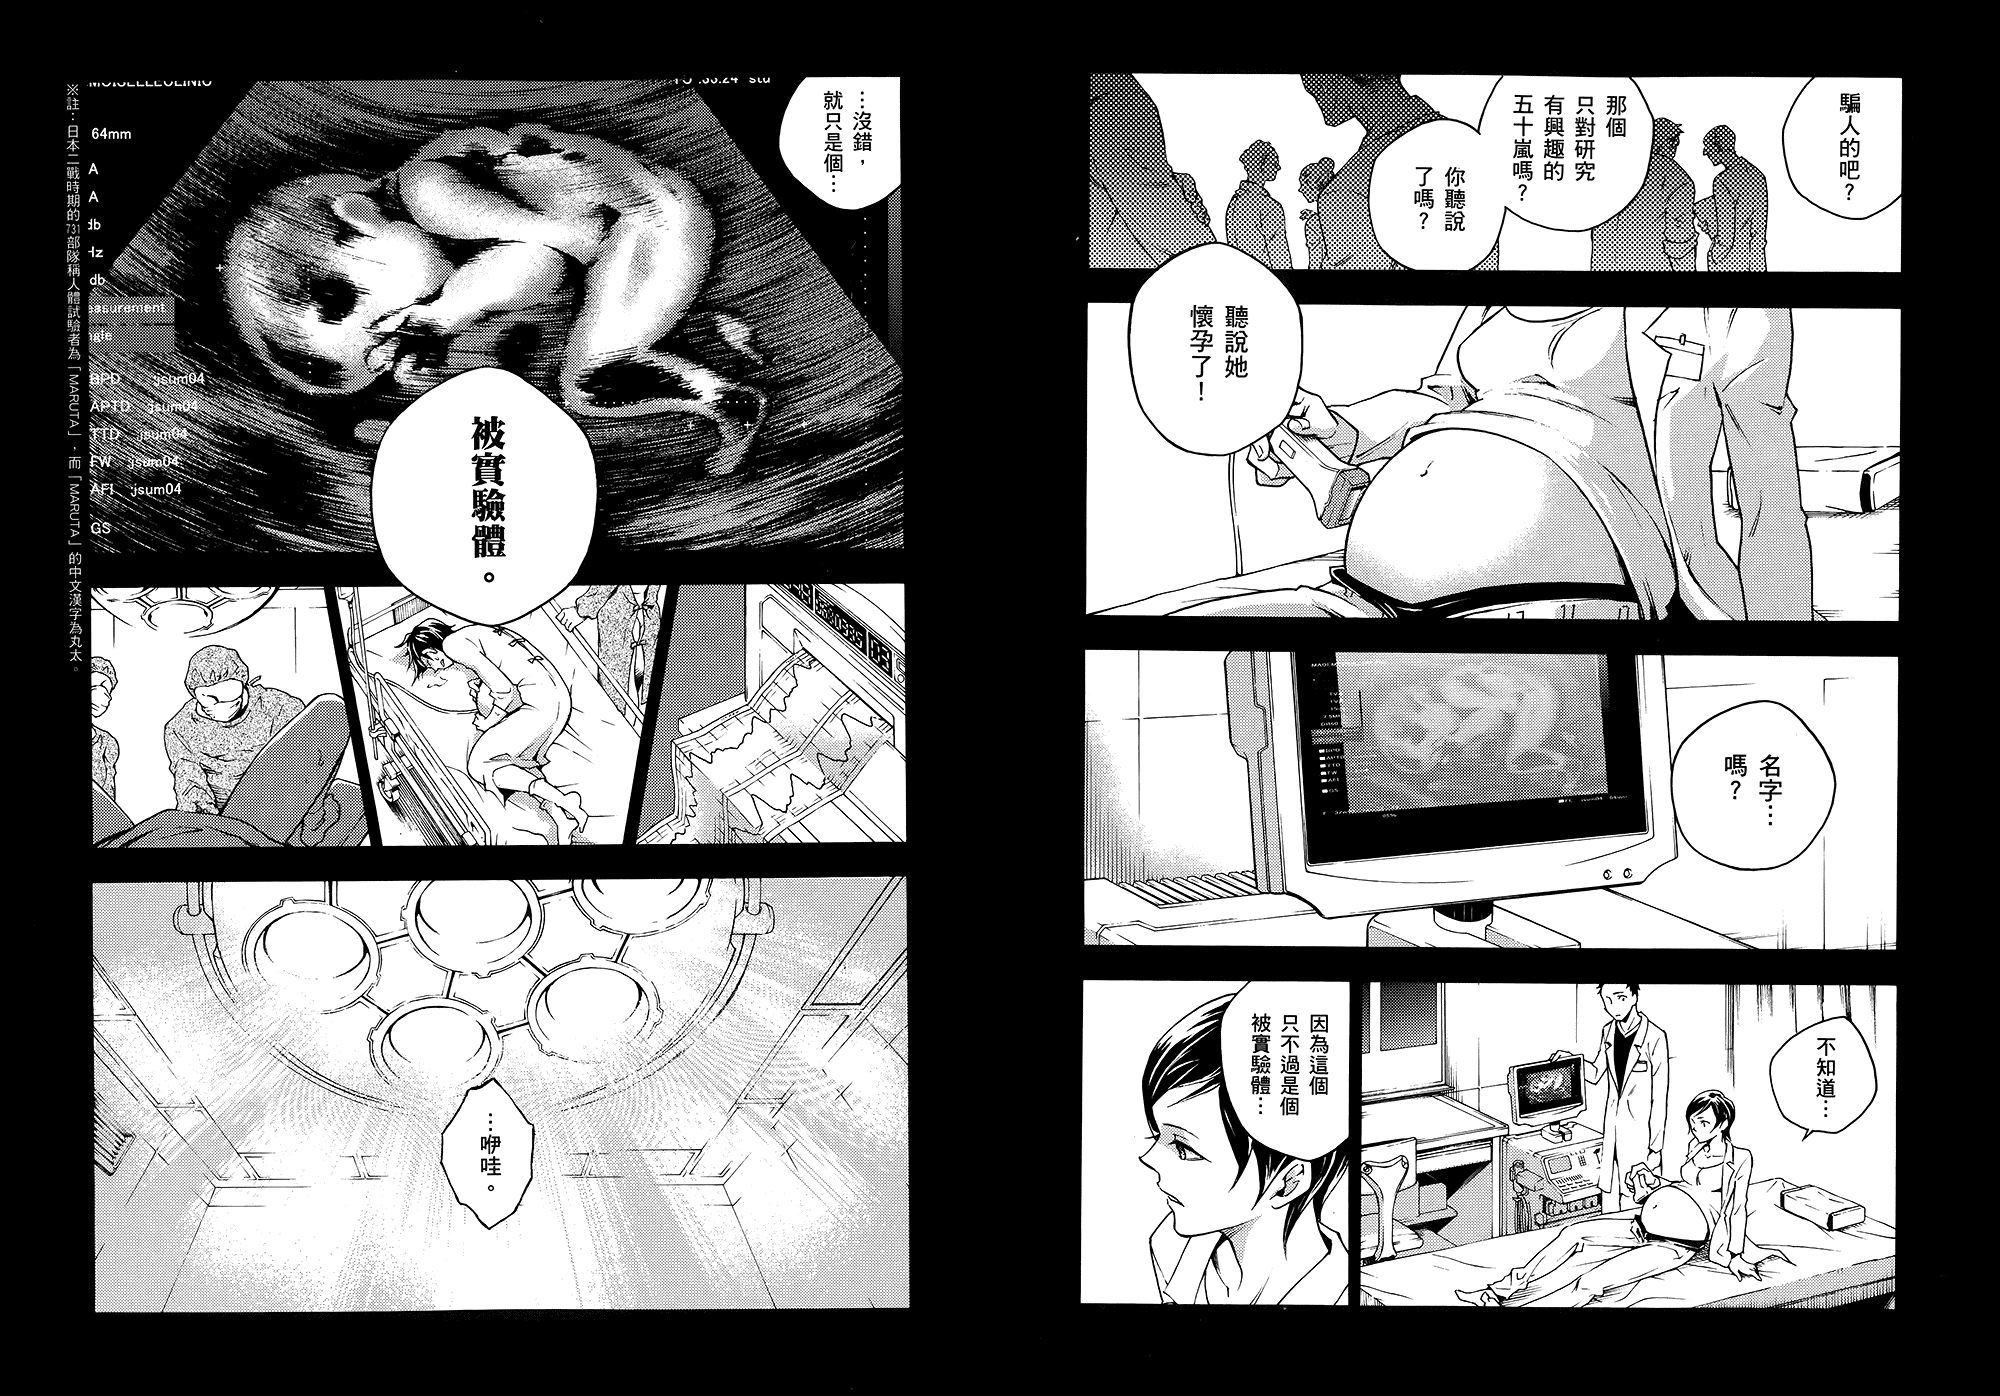 騙人的吧？
那個
只對研究
有興趣的
五十嵐嗎？
你聽說
了嗎？
聽說她
懷孕了！
名字…
嗎？
不知道…
因為這個
只不過是個
被實驗體…
…沒錯，
就只是個…
64mm
A
A
db
Hz
db
easurement
ngle
BPD :jsum04
APTD :jsum04
TTD :jsum04
FW :jsum04
AFI :jsum04
GS
被實驗體。
…咿哇。
※註：日本二戰時期的731部隊稱人體試驗者為「MARUTA」，而「MARUTA」的中文漢字為丸太。